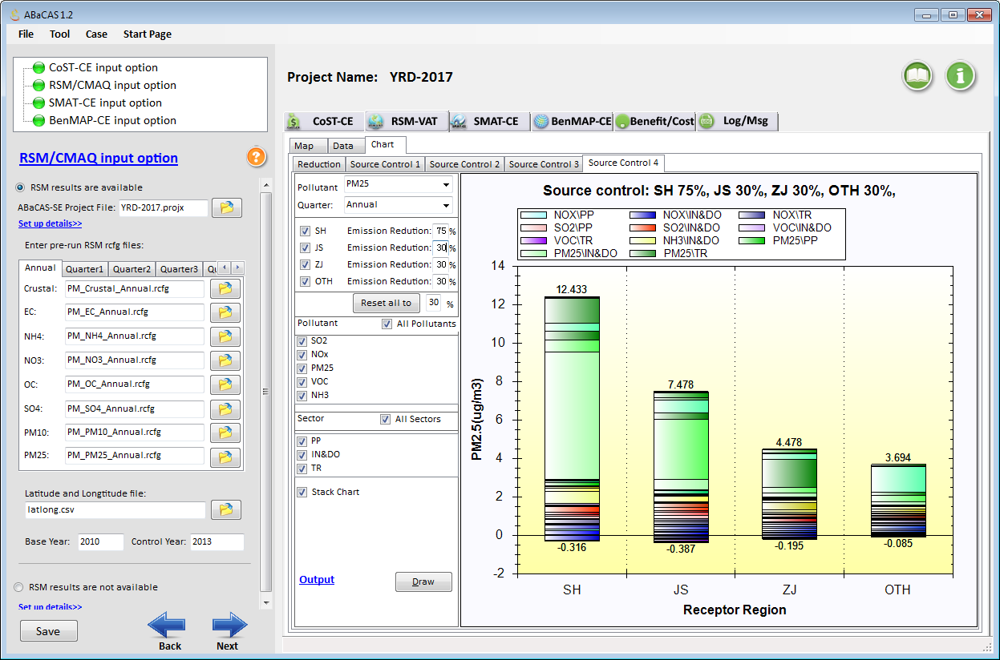 ABaCAS 1.2
File Tool Case Start Page
CoST-CE input option
RSM/CMAQ input option
SMAT-CE input option
BenMAP-CE input option
RSM/CMAQ input option
?
RSM results are available
ABaCAS-SE Project File: YRD-2017.projx
Set up details>>
Enter pre-run RSM rcfg files:
Annual Quarter1 Quarter2 Quarter3 Qu
Crustal: PM_Crustal_Annual.rcfg
EC: PM_EC_Annual.rcfg
NH4: PM_NH4_Annual.rcfg
NO3: PM_NO3_Annual.rcfg
OC: PM_OC_Annual.rcfg
SO4: PM_SO4_Annual.rcfg
PM10: PM_PM10_Annual.rcfg
PM25: PM_PM25_Annual.rcfg
Latitude and Longtitude file:
latlong.csv
Base Year: 2010 Control Year: 2013
RSM results are not available
Set up details>>
Save
Back Next
Project Name: YRD-2017
CoST-CE RSM-VAT SMAT-CE BenMAP-CE Benefit/Cost Log/Msg
Map Data Chart
Reduction Source Control 1 Source Control 2 Source Control 3 Source Control 4
Pollutant PM25
Quarter: Annual
SH Emission Redution: 75 %
JS Emission Redution: 30 %
ZJ Emission Redution: 30 %
OTH Emission Redution: 30 %
Reset all to 30 %
Pollutant All Pollutants
SO2
NOx
PM25
VOC
NH3
Sector All Sectors
PP
IN&DO
TR
Stack Chart
Output Draw
Source control: SH 75%, JS 30%, ZJ 30%, OTH 30%,
NOX\PP NOX\IN&DO NOX\TR
SO2\PP SO2\IN&DO VOC\IN&DO
VOC\TR NH3\IN&DO PM25\PP
PM25\IN&DO PM25\TR
PM2.5(ug/m3)
14
12
10
8
6
4
2
0
-2
12.433
7.478
4.478
3.694
-0.316
-0.387
-0.195
-0.085
SH JS ZJ OTH
Receptor Region